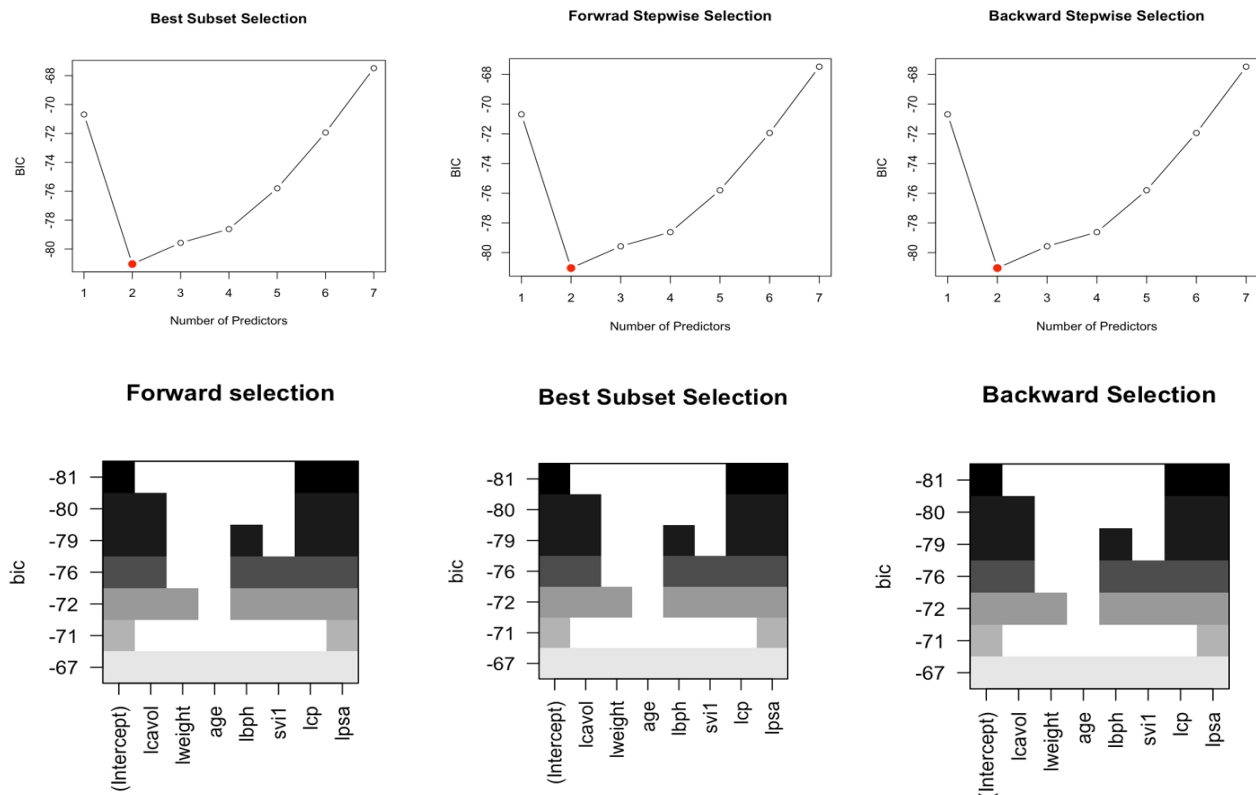 Best Subset Selection
BIC
-68
-70
-72
-74
-76
-78
-80
1 2 3 4 5 6 7
Number of Predictors
Forwrad Stepwise Selection
BIC
-68
-70
-72
-74
-76
-78
-80
1 2 3 4 5 6 7
Number of Predictors
Backward Stepwise Selection
BIC
-68
-70
-72
-74
-76
-78
-80
1 2 3 4 5 6 7
Number of Predictors
Forward selection
bic
-81
-80
-79
-76
-72
-71
-67
(Intercept)
lcavol
lweight
age
lbph
svi1
lcp
lpsa
Best Subset Selection
bic
-81
-80
-79
-76
-72
-71
-67
(Intercept)
lcavol
lweight
age
lbph
svi1
lcp
lpsa
Backward Selection
bic
-81
-80
-79
-76
-72
-71
-67
(Intercept)
lcavol
lweight
age
lbph
svi1
lcp
lpsa